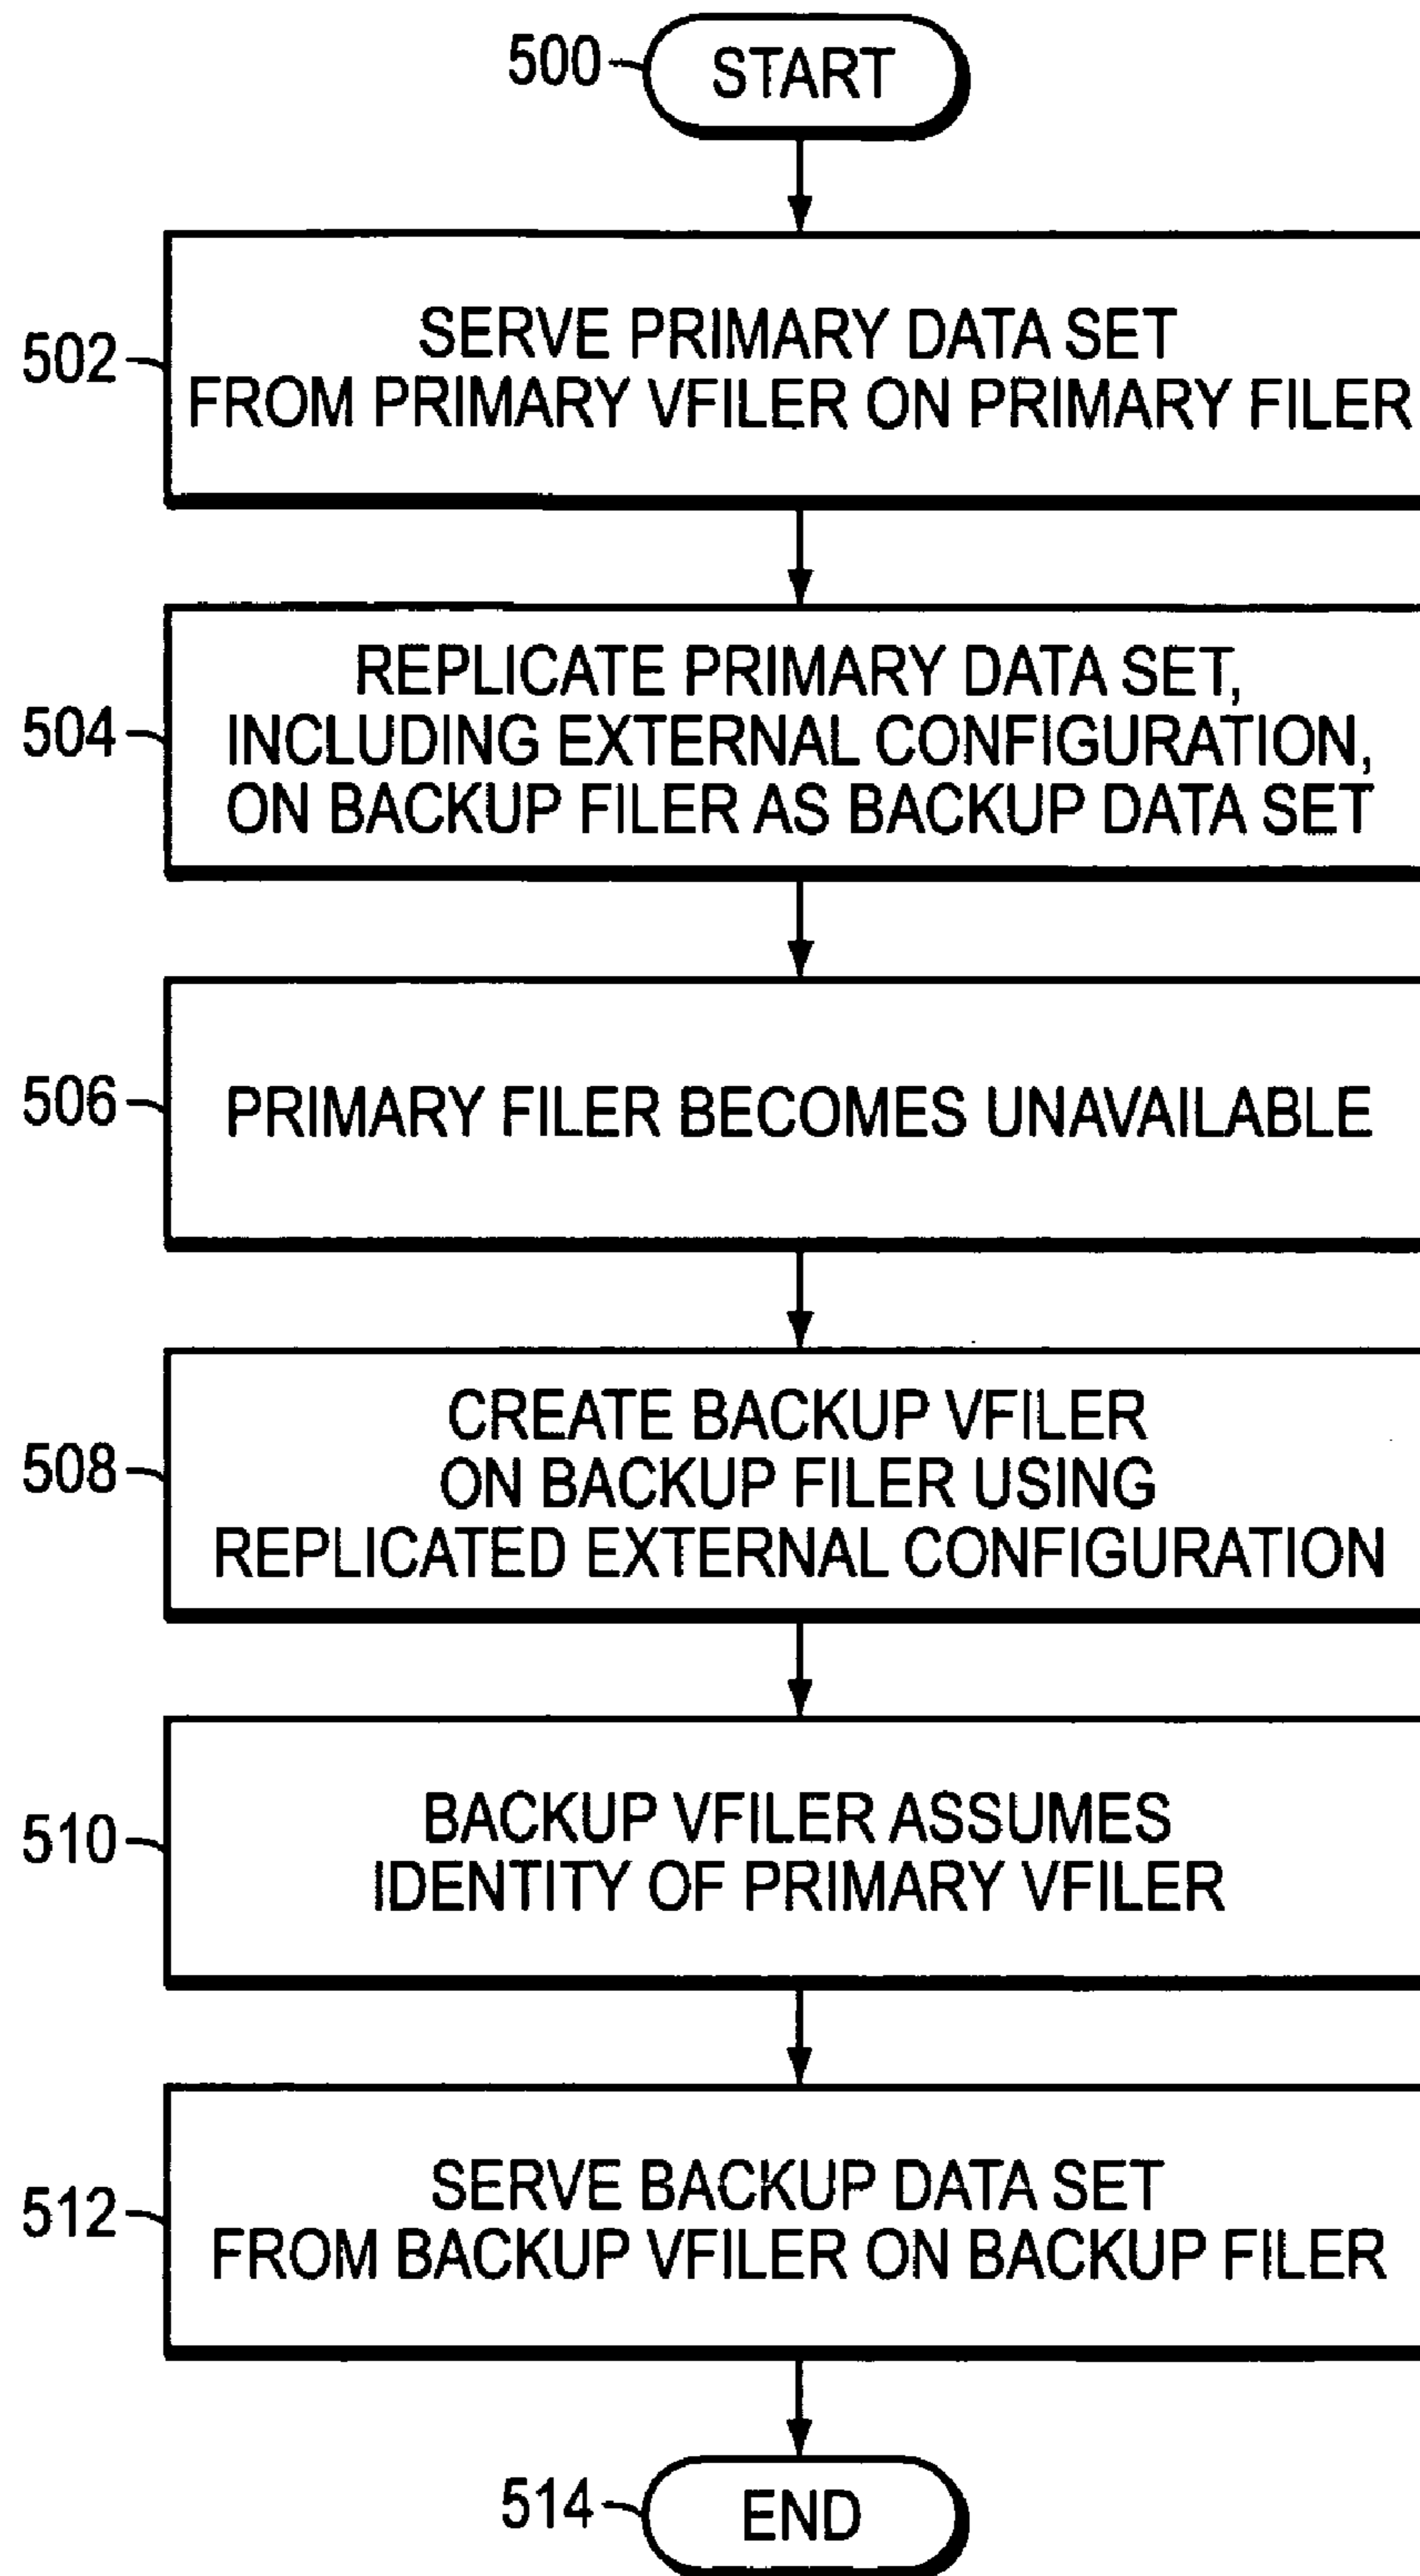 500
START
502
SERVE PRIMARY DATA SET
FROM PRIMARY VFILER ON PRIMARY FILER
504
REPLICATE PRIMARY DATA SET,
INCLUDING EXTERNAL CONFIGURATION,
ON BACKUP FILER AS BACKUP DATA SET
506
PRIMARY FILER BECOMES UNAVAILABLE
508
CREATE BACKUP VFILER
ON BACKUP FILER USING
REPLICATED EXTERNAL CONFIGURATION
510
BACKUP VFILER ASSUMES
IDENTITY OF PRIMARY VFILER
512
SERVE BACKUP DATA SET
FROM BACKUP VFILER ON BACKUP FILER
514
END